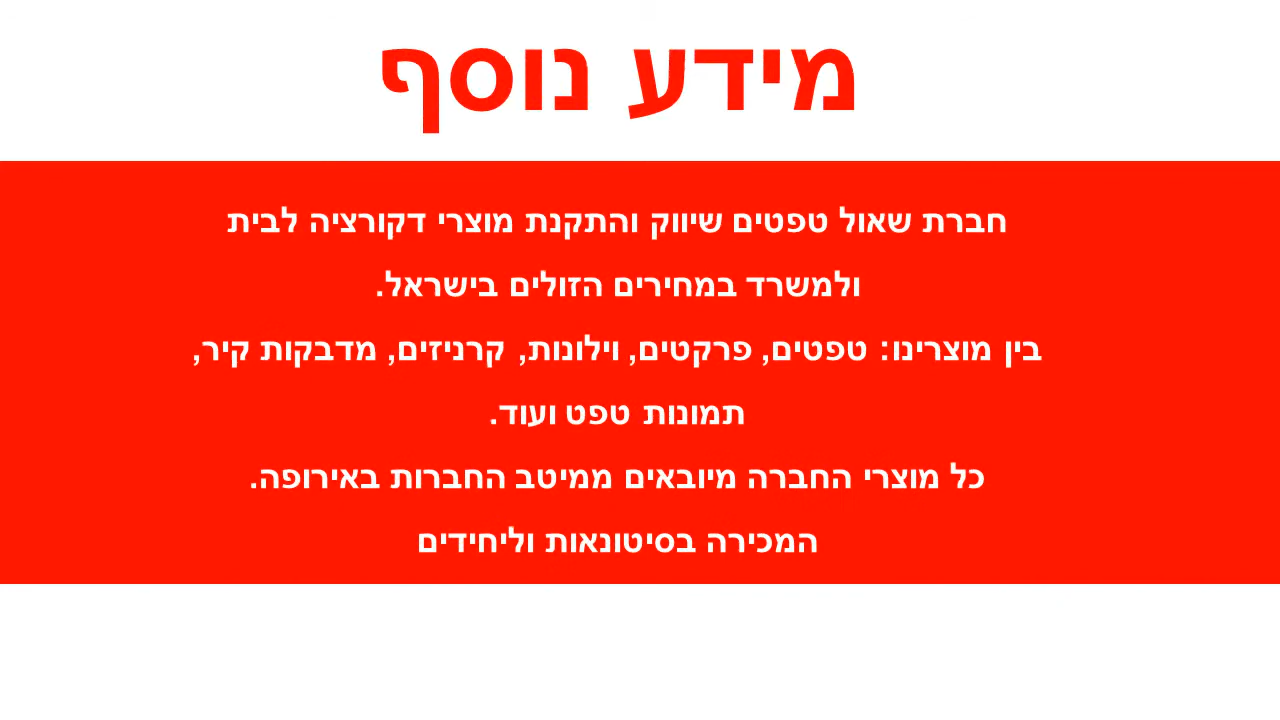 מידע נוסף
חברת שאול טפטים שיווק והתקנת מוצרי דקורציה לבית
ולמשרד במחירים הזולים בישראל.
בין מוצרינו: טפטים, פרקטים, וילונות, קרניזים, מדבקות קיר,
תמונות טפט ועוד.
כל מוצרי החברה מיובאים ממיטב החברות באירופה.
המכירה בסיטונאות וליחידים